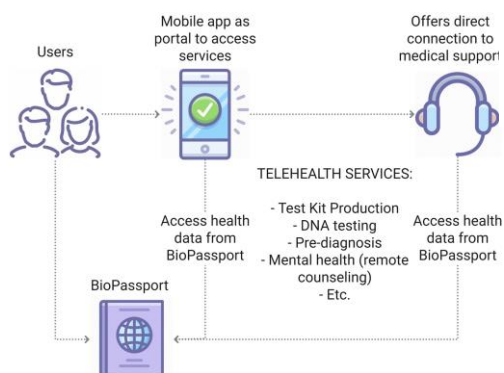 Users
Mobile app as
portal to access
services
Offers direct
connection to
medical support
TELEHEALTH SERVICES:
- Test Kit Production
- DNA testing
- Pre-diagnosis
- Mental health (remote
counseling)
- Etc.
Access health
data from
BioPassport
Access health
data from
BioPassport
BioPassport